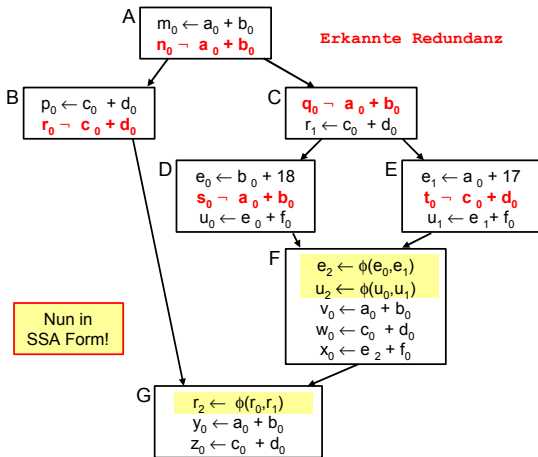 A
m₀ ← a₀ + b₀
n₀ ¬ a₀ + b₀
Erkannte Redundanz
B
p₀ ← c₀ + d₀
r₀ ¬ c₀ + d₀
C
q₀ ¬ a₀ + b₀
r₁ ← c₀ + d₀
D
e₀ ← b₀ + 18
s₀ ¬ a₀ + b₀
u₀ ← e₀ + f₀
E
e₁ ← a₀ + 17
t₀ ¬ c₀ + d₀
u₁ ← e₁ + f₀
F
e₂ ← ϕ(e₀,e₁)
u₂ ← ϕ(u₀,u₁)
v₀ ← a₀ + b₀
w₀ ← c₀ + d₀
x₀ ← e₂ + f₀
Nun in
SSA Form!
G
r₂ ← ϕ(r₀,r₁)
y₀ ← a₀ + b₀
z₀ ← c₀ + d₀